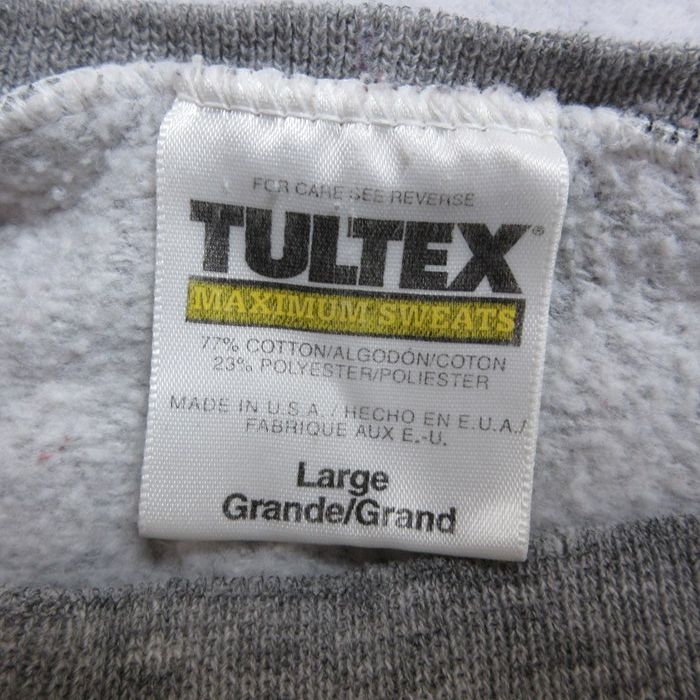 FOR CARE SEE REVERSE
TULTEX®
MAXIMUM SWEATS
77% COTTON/ALGODÓN/COTON
23% POLYESTER/POLIESTER
MADE IN U.S.A./HECHO EN E.U.A./
FABRIQUE AUX E.-U.
Large
Grande/Grand